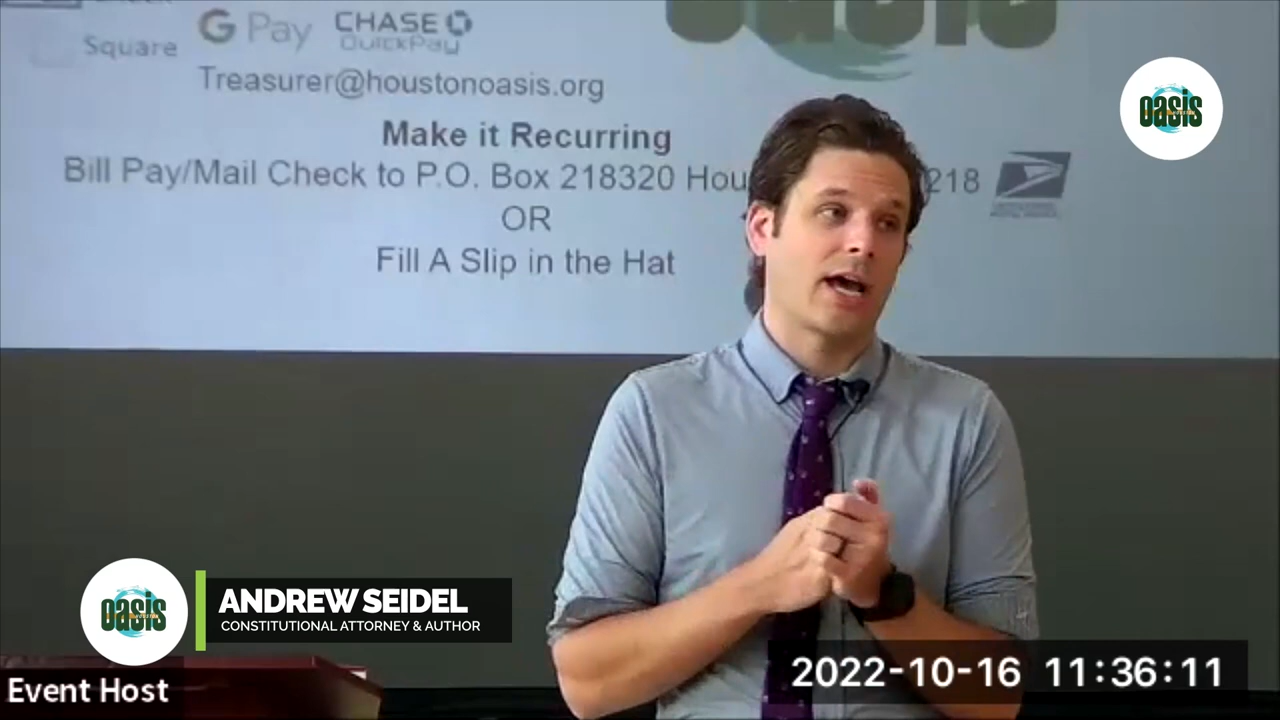 Square
G Pay
CHASE
QuickPay
oasis
Treasurer@houstonoasis.org
oasis
Make it Recurring
Bill Pay/Mail Check to P.O. Box 218320 Hou 218
OR
Fill A Slip in the Hat
oasis
ANDREW SEIDEL
CONSTITUTIONAL ATTORNEY & AUTHOR
2022-10-16 11:36:11
Event Host